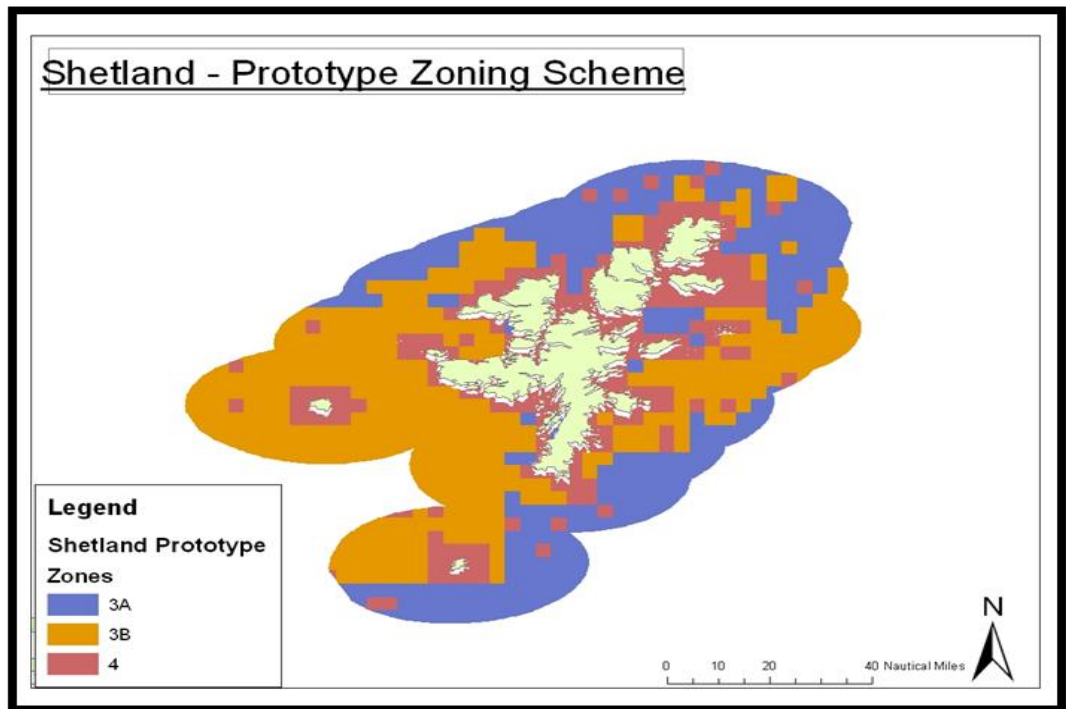 Shetland - Prototype Zoning Scheme
Legend
Shetland Prototype
Zones
3A
3B
4
N
0 10 20 40 Nautical Miles